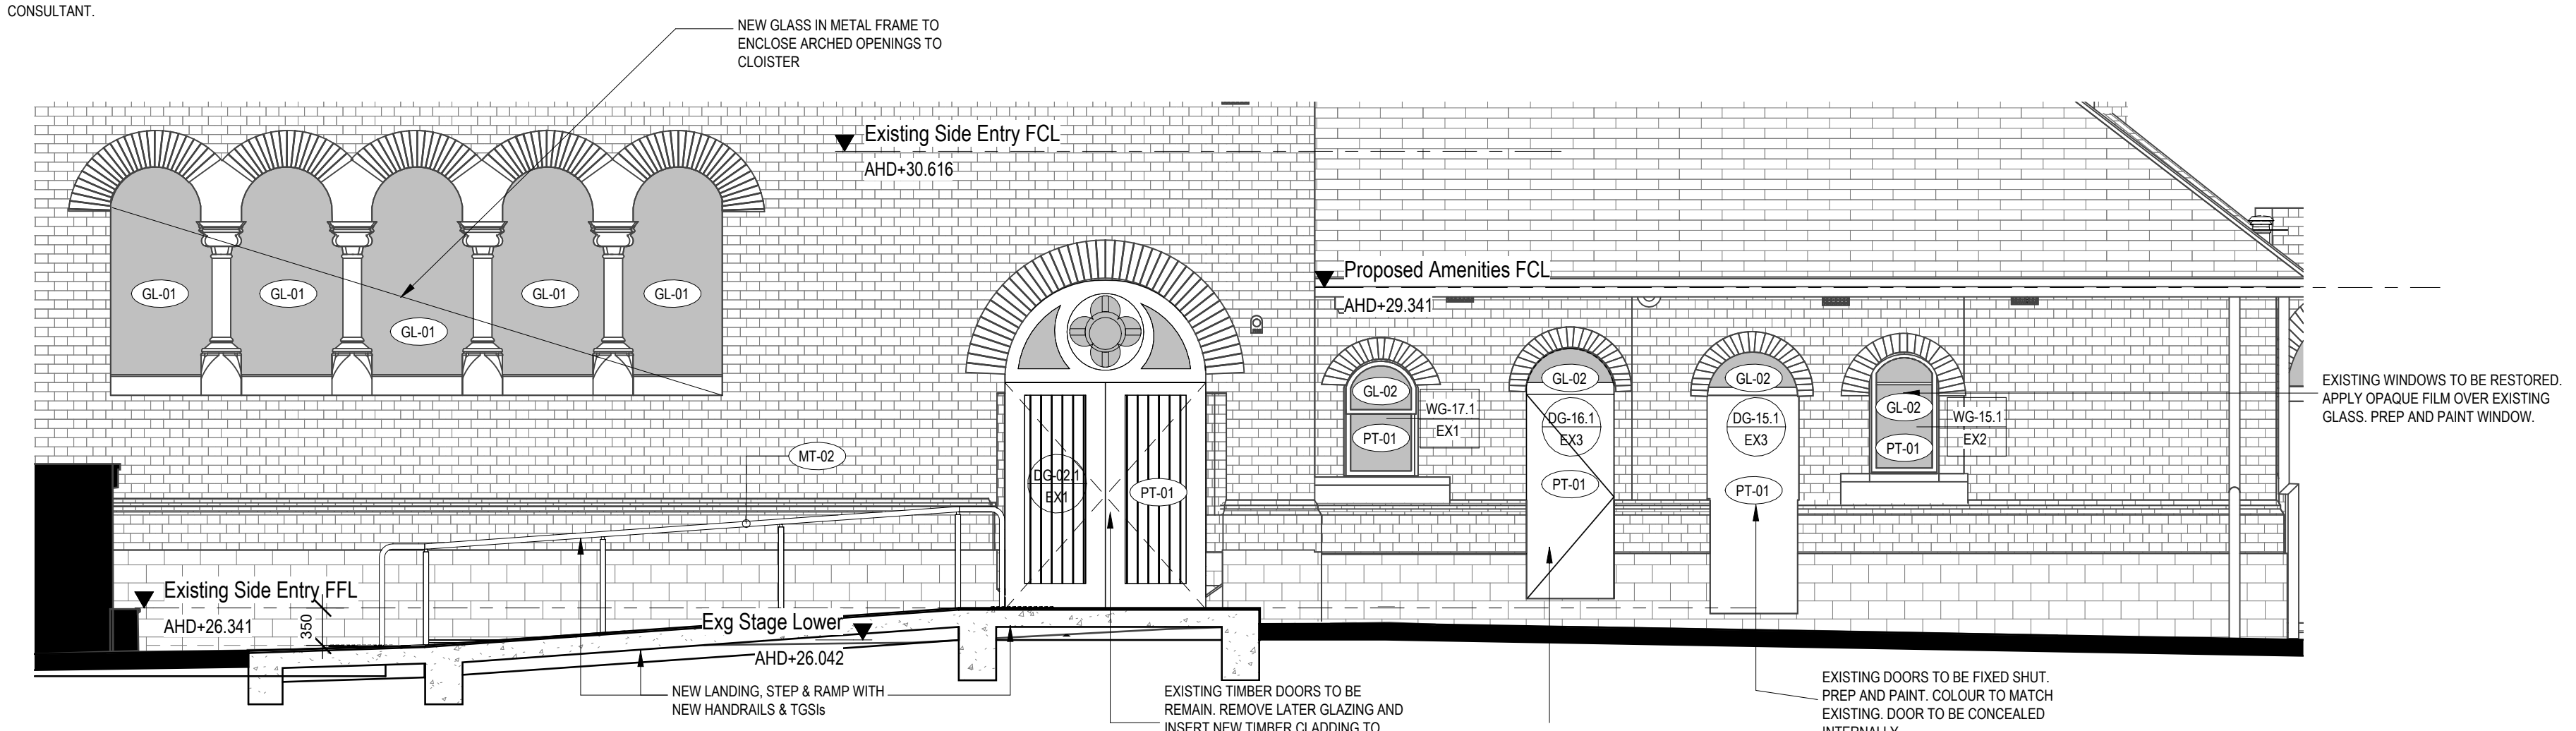 CONSULTANT.
NEW GLASS IN METAL FRAME TO
ENCLOSE ARCHED OPENINGS TO
CLOISTER
Existing Side Entry FCL
AHD+30.616
Proposed Amenities FCL
AHD+29.341
GL-01
GL-01
GL-01
GL-01
GL-01
GL-02
PT-01
WG-17.1
EX1
GL-02
DG-16.1
EX3
PT-01
GL-02
DG-15.1
EX3
PT-01
GL-02
PT-01
WG-15.1
EX2
EXISTING WINDOWS TO BE RESTORED.
APPLY OPAQUE FILM OVER EXISTING
GLASS. PREP AND PAINT WINDOW.
MT-02
DG-02.1
EX1
PT-01
Existing Side Entry FFL
AHD+26.341
350
Exg Stage Lower
AHD+26.042
NEW LANDING, STEP & RAMP WITH
NEW HANDRAILS & TGSIs
EXISTING TIMBER DOORS TO BE
REMAIN. REMOVE LATER GLAZING AND
INSERT NEW TIMBER CLADDING TO
EXISTING DOORS TO BE FIXED SHUT.
PREP AND PAINT. COLOUR TO MATCH
EXISTING. DOOR TO BE CONCEALED
INTERNALLY